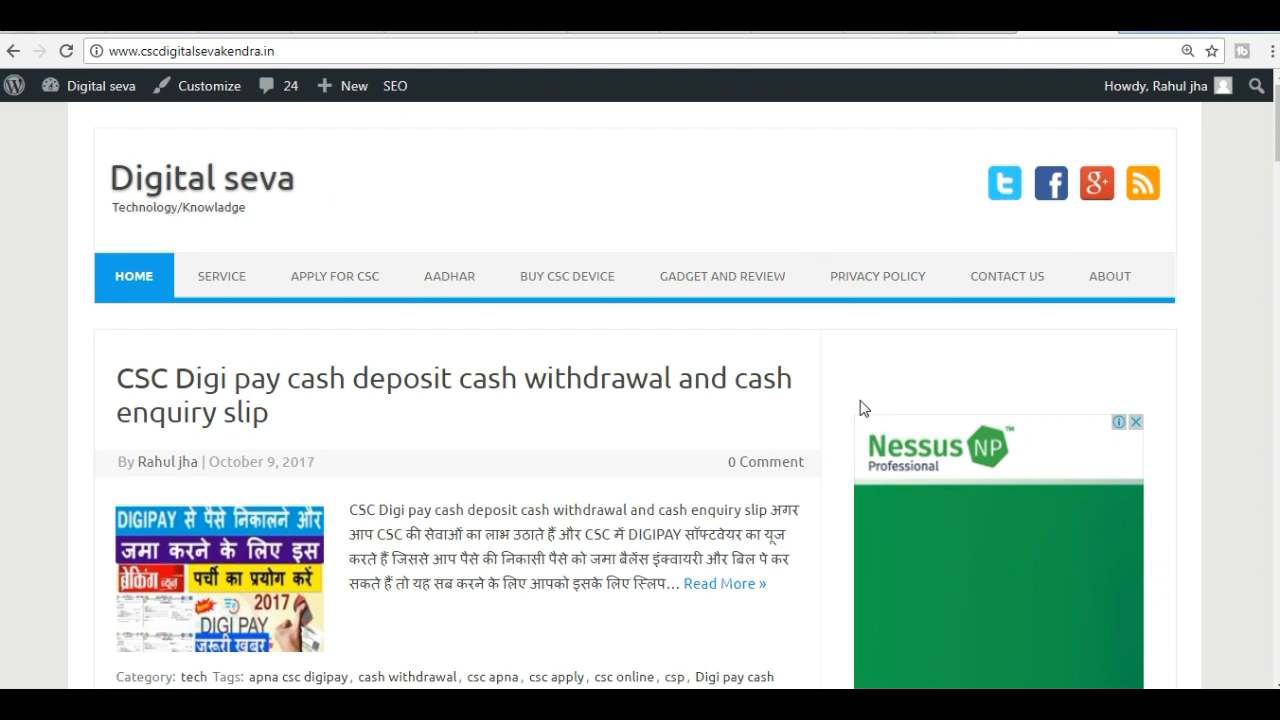 www.cscdigitalsevakendra.in
Digital seva Customize 24 New SEO Howdy, Rahul jha
Digital seva
Technology/Knowladge
HOME SERVICE APPLY FOR CSC AADHAR BUY CSC DEVICE GADGET AND REVIEW PRIVACY POLICY CONTACT US ABOUT
CSC Digi pay cash deposit cash withdrawal and cash
enquiry slip
By Rahul jha | October 9, 2017 0 Comment
Nessus NP™
Professional
DIGIPAY से पैसे निकालने और
जमा करने के लिए इस
ब्रेकिंग न्यूज पर्ची का प्रयोग करें
2017
DIGI PAY
जरूरी खबर
CSC Digi pay cash deposit cash withdrawal and cash enquiry slip अगर
आप CSC की सेवाओं का लाभ उठाते हैं और CSC में DIGIPAY सॉफ्टवेयर का यूज
करते हैं जिससे आप पैसे की निकासी पैसे को जमा बैलेंस इंक्वायरी और बिल पे कर
सकते हैं तो यह सब करने के लिए आपको इसके लिए स्लिप… Read More »
Category: tech Tags: apna csc digipay, cash withdrawal, csc apna, csc apply, csc online, csp, Digi pay cash